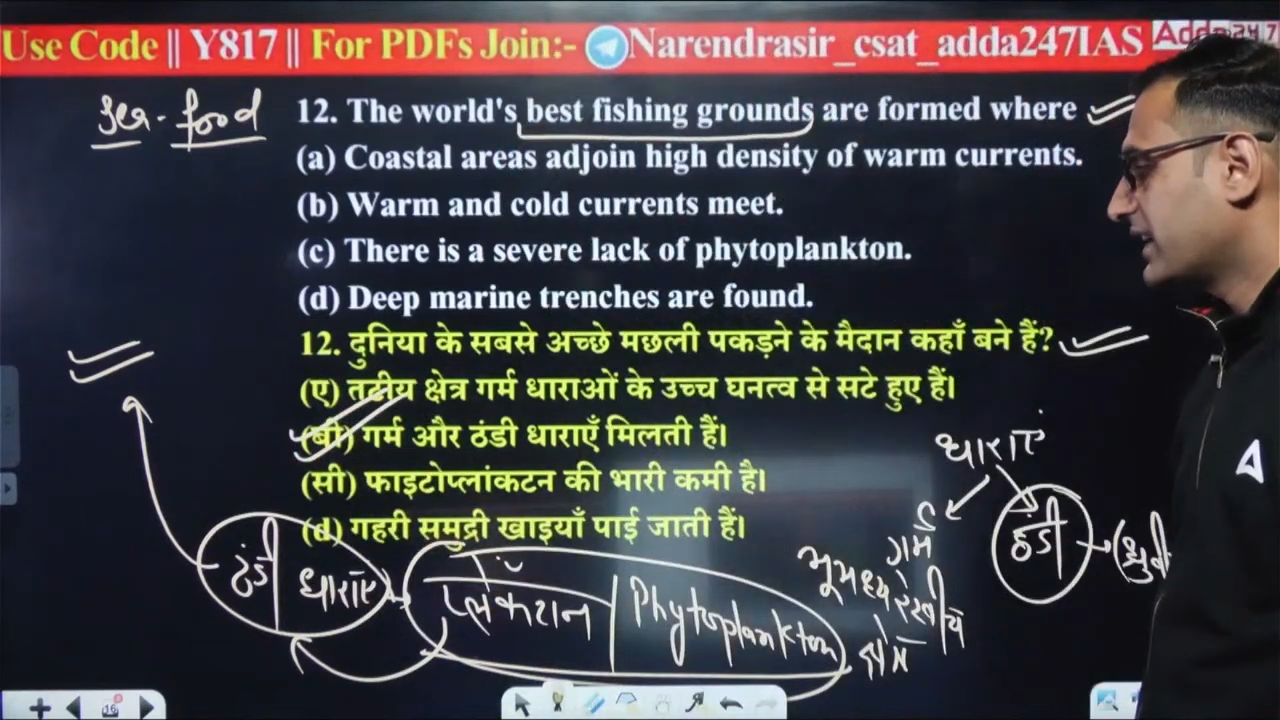 Use Code || Y817 || For PDFs Join:- Narendrasir_csat_adda247IAS Adda247
sea-food
12. The world's best fishing grounds are formed where
(a) Coastal areas adjoin high density of warm currents.
(b) Warm and cold currents meet.
(c) There is a severe lack of phytoplankton.
(d) Deep marine trenches are found.
12. दुनिया के सबसे अच्छे मछली पकड़ने के मैदान कहाँ बने हैं?
(ए) तटीय क्षेत्र गर्म धाराओं के उच्च घनत्व से सटे हुए हैं।
(बी) गर्म और ठंडी धाराएँ मिलती हैं।
(सी) फाइटोप्लांकटन की भारी कमी है।
(d) गहरी समुद्री खाइयाँ पाई जाती हैं।
धाराएं
गर्म
ठंडी
भूमध्य रेखीय
क्षेत्र
ठंडी धाराएं
प्लेंकटान
Phytoplankton
16